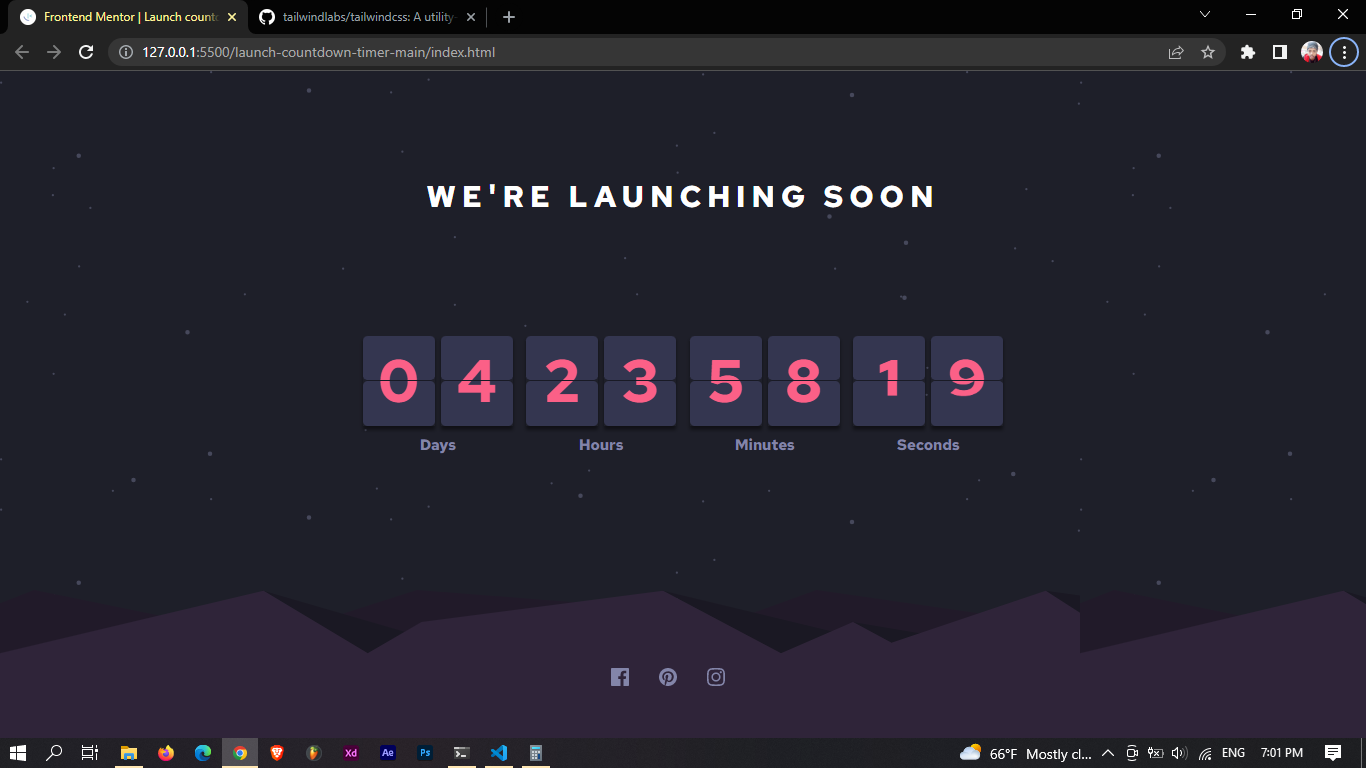 Frontend Mentor | Launch count
tailwindlabs/tailwindcss: A utility-
127.0.0.1:5500/launch-countdown-timer-main/index.html
WE'RE LAUNCHING SOON
04 23 58 19
Days Hours Minutes Seconds
Xd Ae Ps 66°F Mostly cl... ENG 7:01 PM